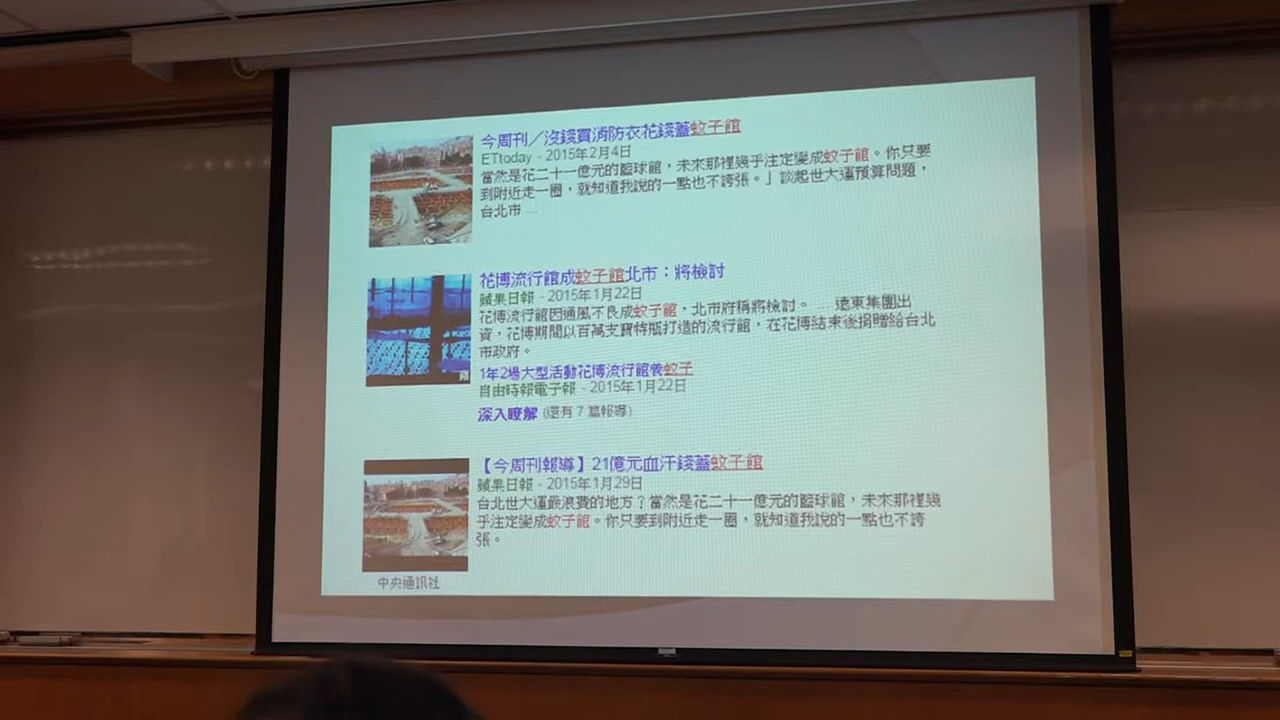 今周刊／沒錢買消防衣花錢蓋蚊子館
ETtoday - 2015年2月4日
當然是花二十一億元的籃球館，未來那裡幾乎注定變成蚊子館。你只要
到附近走一圈，就知道我說的一點也不誇張。」談起世大運預算問題，
台北市 ...
花博流行館成蚊子館北市：將檢討
蘋果日報 - 2015年1月22日
花博流行館因通風不良成蚊子館，北市府稱將檢討。 ... 遠東集團出
資，花博期間以百萬支寶特瓶打造的流行館，在花博結束後捐贈給台北
市政府。
1年2場大型活動花博流行館養蚊子
自由時報電子報 - 2015年1月22日
深入瞭解 (還有 7 篇報導)
【今周刊報導】21億元血汗錢蓋蚊子館
蘋果日報 - 2015年1月29日
台北世大運最浪費的地方？當然是花二十一億元的籃球館，未來那裡幾
乎注定變成蚊子館。你只要到附近走一圈，就知道我說的一點也不誇
張。
中央通訊社